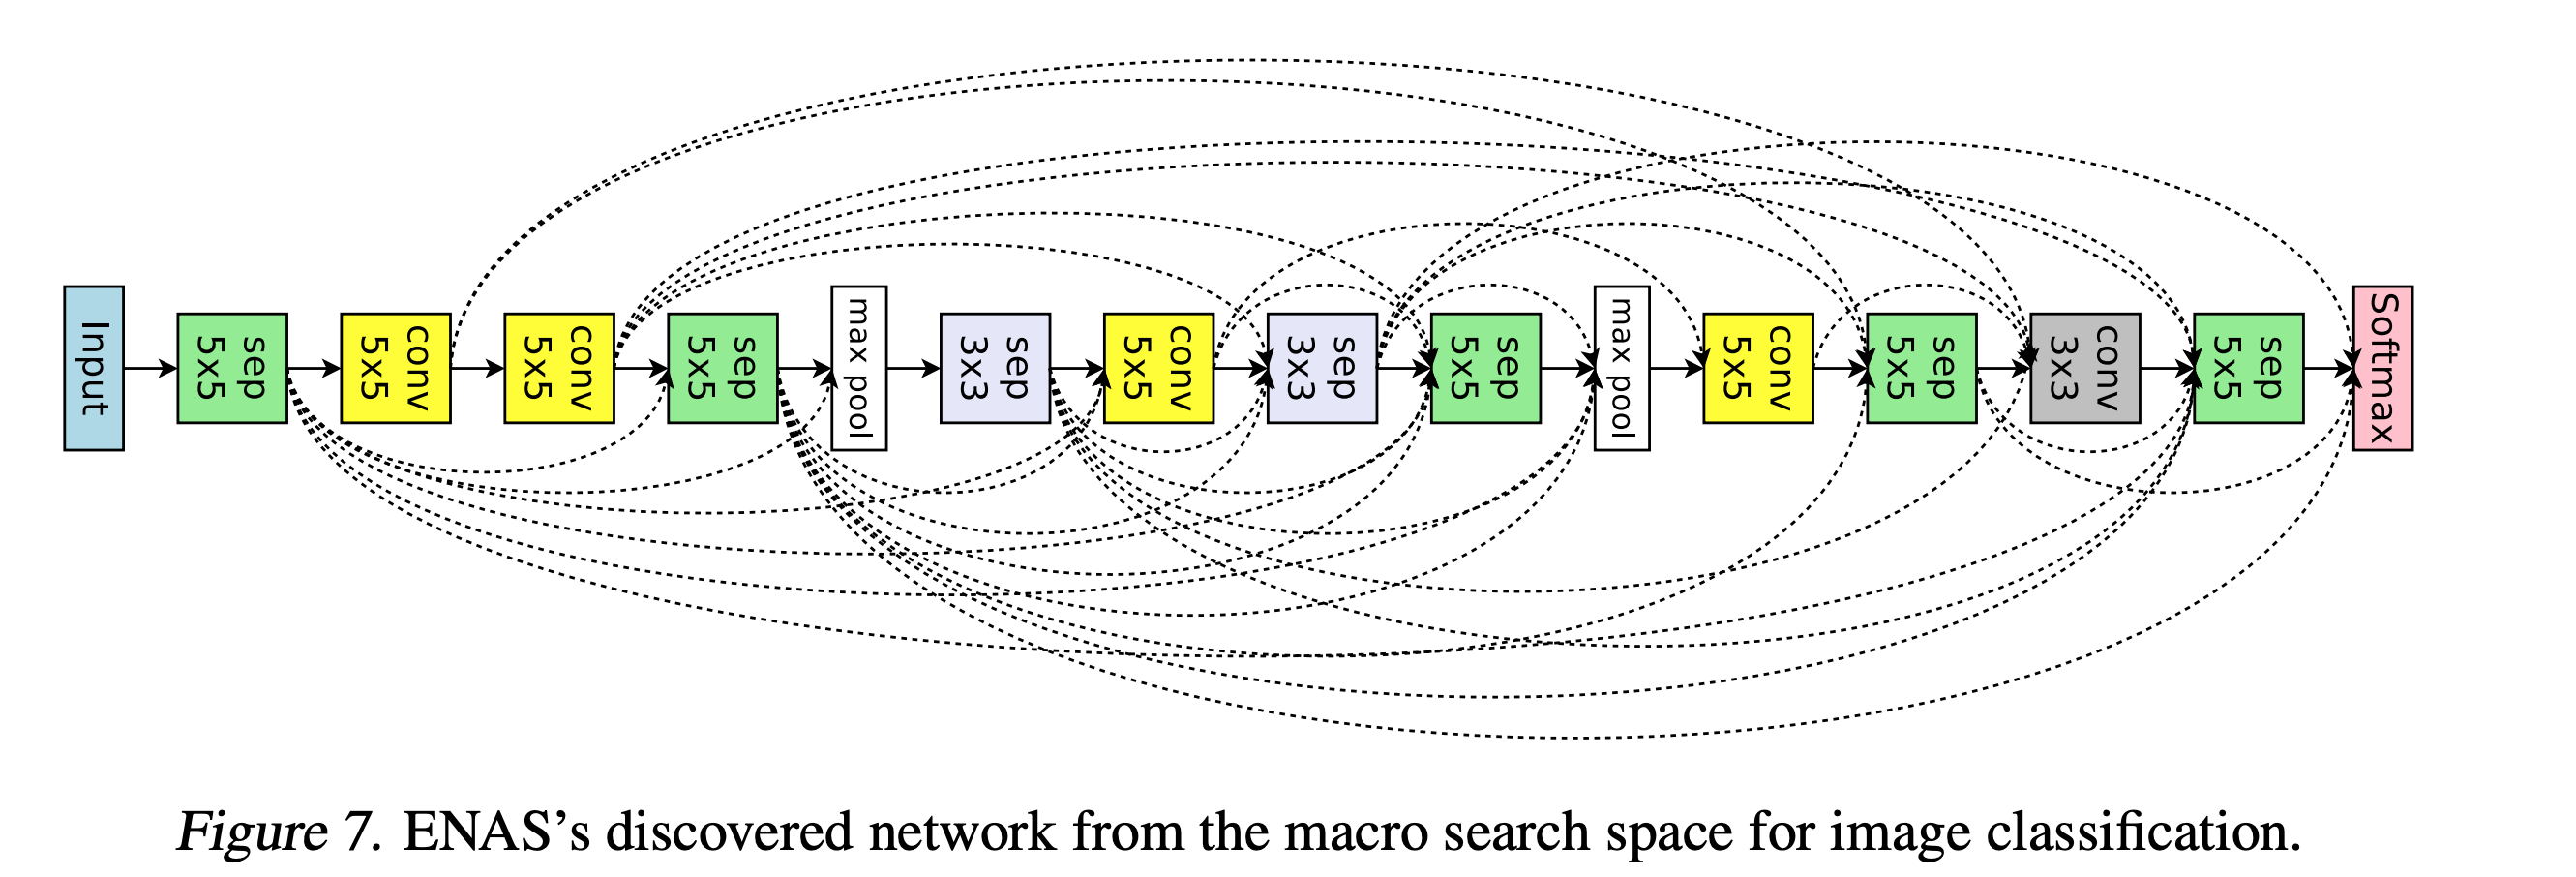 Input
sep
5x5
conv
5x5
conv
5x5
sep
5x5
max pool
sep
3x3
conv
5x5
sep
3x3
sep
5x5
max pool
conv
5x5
sep
5x5
conv
3x3
sep
5x5
Softmax
Figure 7. ENAS’s discovered network from the macro search space for image classification.